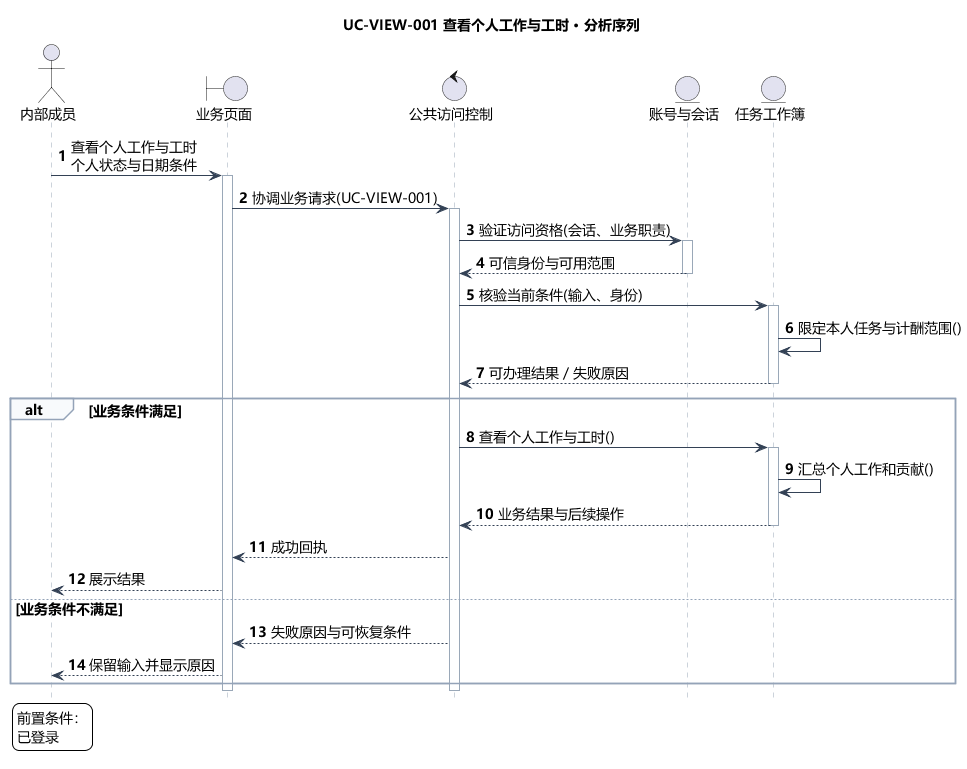 UC-VIEW-001 查看个人工作与工时・分析序列
内部成员
业务页面
公共访问控制
账号与会话
任务工作簿
1 查看个人工作与工时
个人状态与日期条件
2 协调业务请求(UC-VIEW-001)
3 验证访问资格(会话、业务职责)
4 可信身份与可用范围
5 核验当前条件(输入、身份)
6 限定本人任务与计酬范围()
7 可办理结果 / 失败原因
alt [业务条件满足]
8 查看个人工作与工时()
9 汇总个人工作和贡献()
10 业务结果与后续操作
11 成功回执
12 展示结果
[业务条件不满足]
13 失败原因与可恢复条件
14 保留输入并显示原因
前置条件：
已登录